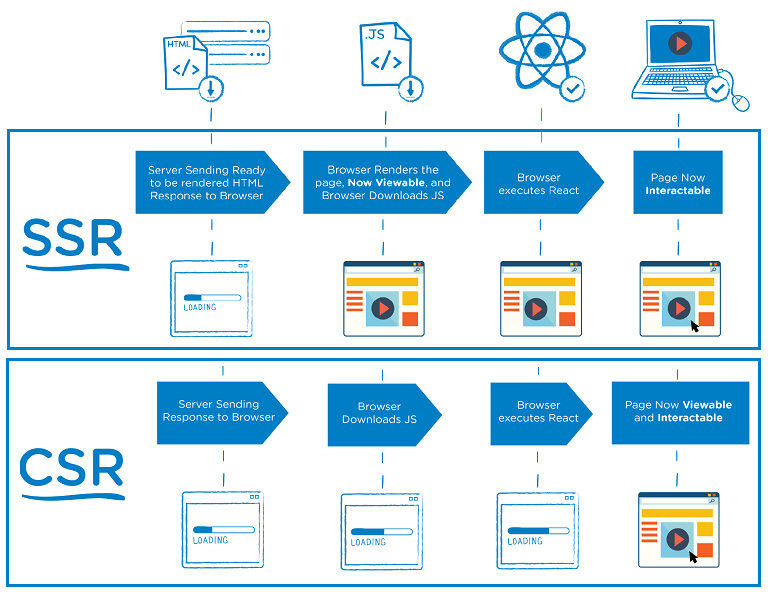 HTML
</>
.JS
</>
SSR
Server Sending Ready
to be rendered HTML
Response to Browser
Browser Renders the
page, Now Viewable, and
Browser Downloads JS
Browser
executes React
Page Now
Interactable
LOADING
CSR
Server Sending
Response to Browser
Browser
Downloads JS
Browser
executes React
Page Now Viewable
and Interactable
LOADING
LOADING
LOADING